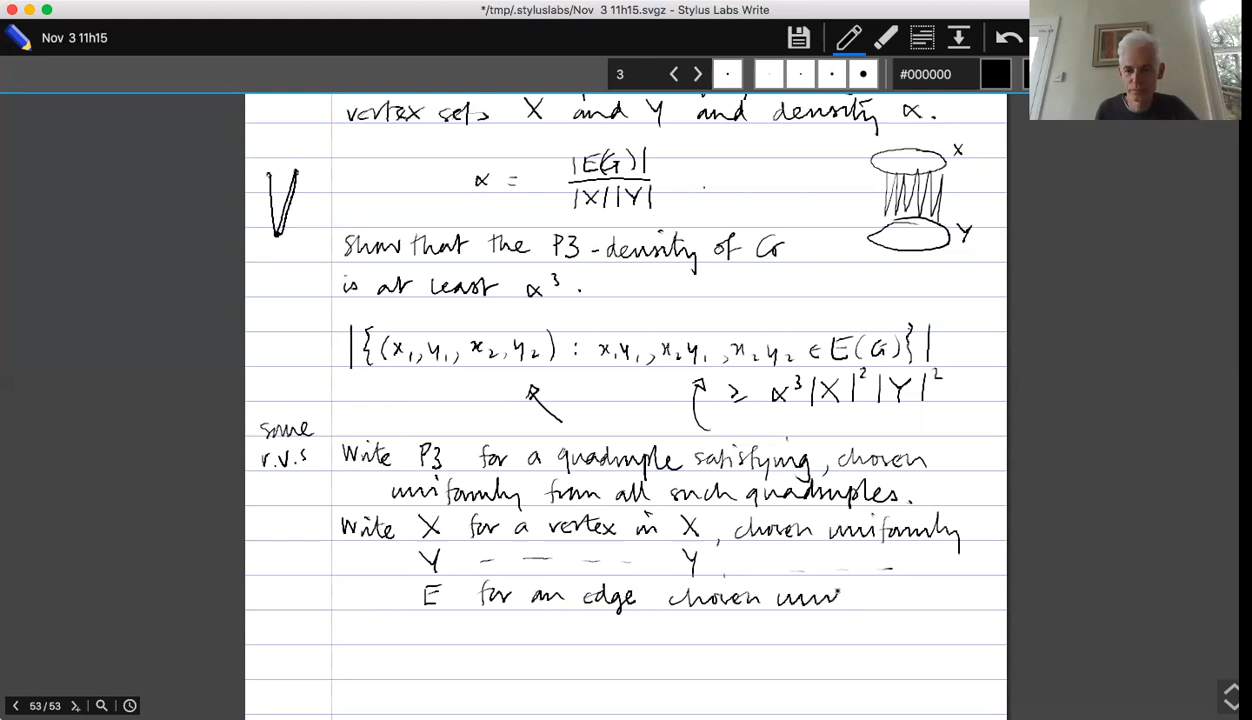 */tmp/.styluslabs/Nov 3 11h15.svgz - Stylus Labs Write
Nov 3 11h15
3
#000000
vertex sets X and Y and density α.
α = |E(G)| / |X||Y|
X
Y
Show that the P3-density of G
is at least α³.
|{(x₁,y₁,x₂,y₂) : x₁y₁, x₂y₁, x₂y₂ ∈ E(G)}|
≥ α³|X|²|Y|²
some
r.v.s
Write P3 for a quadruple satisfying, chosen
uniformly from all such quadruples.
Write X for a vertex in X, chosen uniformly
Y - — - - Y, - - -
E for an edge chosen uni
53/53